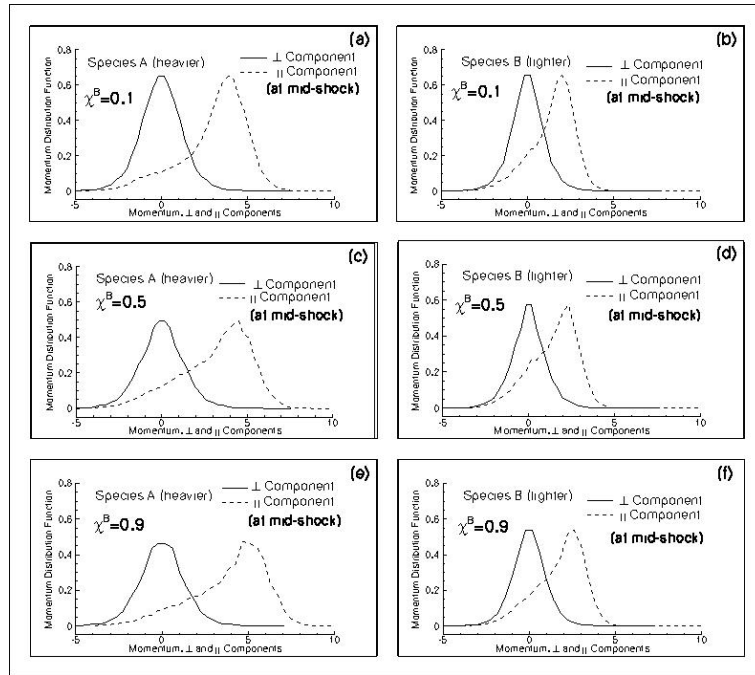 (a)
Species A (heavier)
⊥ Component
|| Component
(at mid-shock)
χᴮ=0.1
Momentum Distribution Function
0.8
0.6
0.4
0.2
0
-5 0 5 10
Momentum, ⊥ and || Components
(b)
Species B (lighter)
⊥ Component
|| Component
(at mid-shock)
χᴮ=0.1
Momentum Distribution Function
0.8
0.6
0.4
0.2
0
-5 0 5 10
Momentum, ⊥ and || Components
(c)
Species A (heavier)
⊥ Component
|| Component
(at mid-shock)
χᴮ=0.5
Momentum Distribution Function
0.8
0.6
0.4
0.2
0
-5 0 5 10
Momentum, ⊥ and || Components
(d)
Species B (lighter)
⊥ Component
|| Component
(at mid-shock)
χᴮ=0.5
Momentum Distribution Function
0.8
0.6
0.4
0.2
0
-5 0 5 10
Momentum, ⊥ and || Components
(e)
Species A (heavier)
⊥ Component
|| Component
(at mid-shock)
χᴮ=0.9
Momentum Distribution Function
0.8
0.6
0.4
0.2
0
-5 0 5 10
Momentum, ⊥ and || Components
(f)
Species B (lighter)
⊥ Component
|| Component
(at mid-shock)
χᴮ=0.9
Momentum Distribution Function
0.8
0.6
0.4
0.2
0
-5 0 5 10
Momentum, ⊥ and || Components